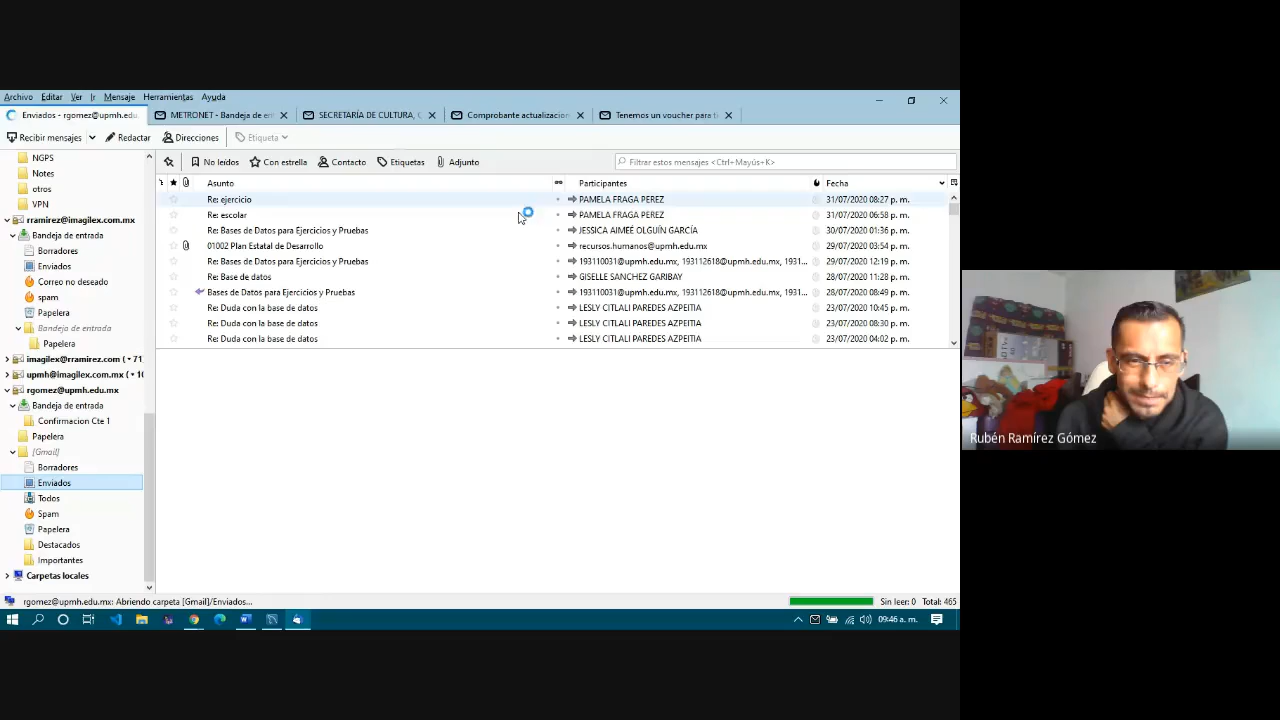 Archivo Editar Ver Ir Mensaje Herramientas Ayuda
Enviados - rgomez@upmh.edu. METRONET - Bandeja de en SECRETARÍA DE CULTURA, C Comprobante actualizacion Tenemos un voucher para ti
Recibir mensajes Redactar Direcciones Etiqueta
No leídos Con estrella Contacto Etiquetas Adjunto Filtrar estos mensajes <Ctrl+Mayús+K>
Asunto Participantes Fecha
Re: ejercicio PAMELA FRAGA PEREZ 31/07/2020 08:27 p. m.
Re: escolar PAMELA FRAGA PEREZ 31/07/2020 06:58 p. m.
Re: Bases de Datos para Ejercicios y Pruebas JESSICA AIMEÉ OLGUÍN GARCÍA 30/07/2020 01:36 p. m.
01002 Plan Estatal de Desarrollo recursos.humanos@upmh.edu.mx 29/07/2020 03:54 p. m.
Re: Bases de Datos para Ejercicios y Pruebas 193110031@upmh.edu.mx, 193112618@upmh.edu.mx, 193... 29/07/2020 12:19 p. m.
Re: Base de datos GISELLE SANCHEZ GARIBAY 28/07/2020 11:28 p. m.
Bases de Datos para Ejercicios y Pruebas 193110031@upmh.edu.mx, 193112618@upmh.edu.mx, 1931... 28/07/2020 08:49 p. m.
Re: Duda con la base de datos LESLY CITLALI PAREDES AZPEITIA 23/07/2020 10:45 p. m.
Re: Duda con la base de datos LESLY CITLALI PAREDES AZPEITIA 23/07/2020 08:30 p. m.
Re: Duda con la base de datos LESLY CITLALI PAREDES AZPEITIA 23/07/2020 04:02 p. m.
NGPS
Notes
otros
VPN
rramirez@imagilex.com.mx
Bandeja de entrada
Borradores
Enviados
Correo no deseado
spam
Papelera
Bandeja de entrada
Papelera
imagilex@rramirez.com ( • 71
upmh@imagilex.com.mx ( • 10
rgomez@upmh.edu.mx
Bandeja de entrada
Confirmacion Cte 1
Papelera
[Gmail]
Borradores
Enviados
Todos
Spam
Papelera
Destacados
Importantes
Carpetas locales
rgomez@upmh.edu.mx: Abriendo carpeta [Gmail]/Enviados... Sin leer: 0 Total: 465
09:46 a. m.
Rubén Ramírez Gómez